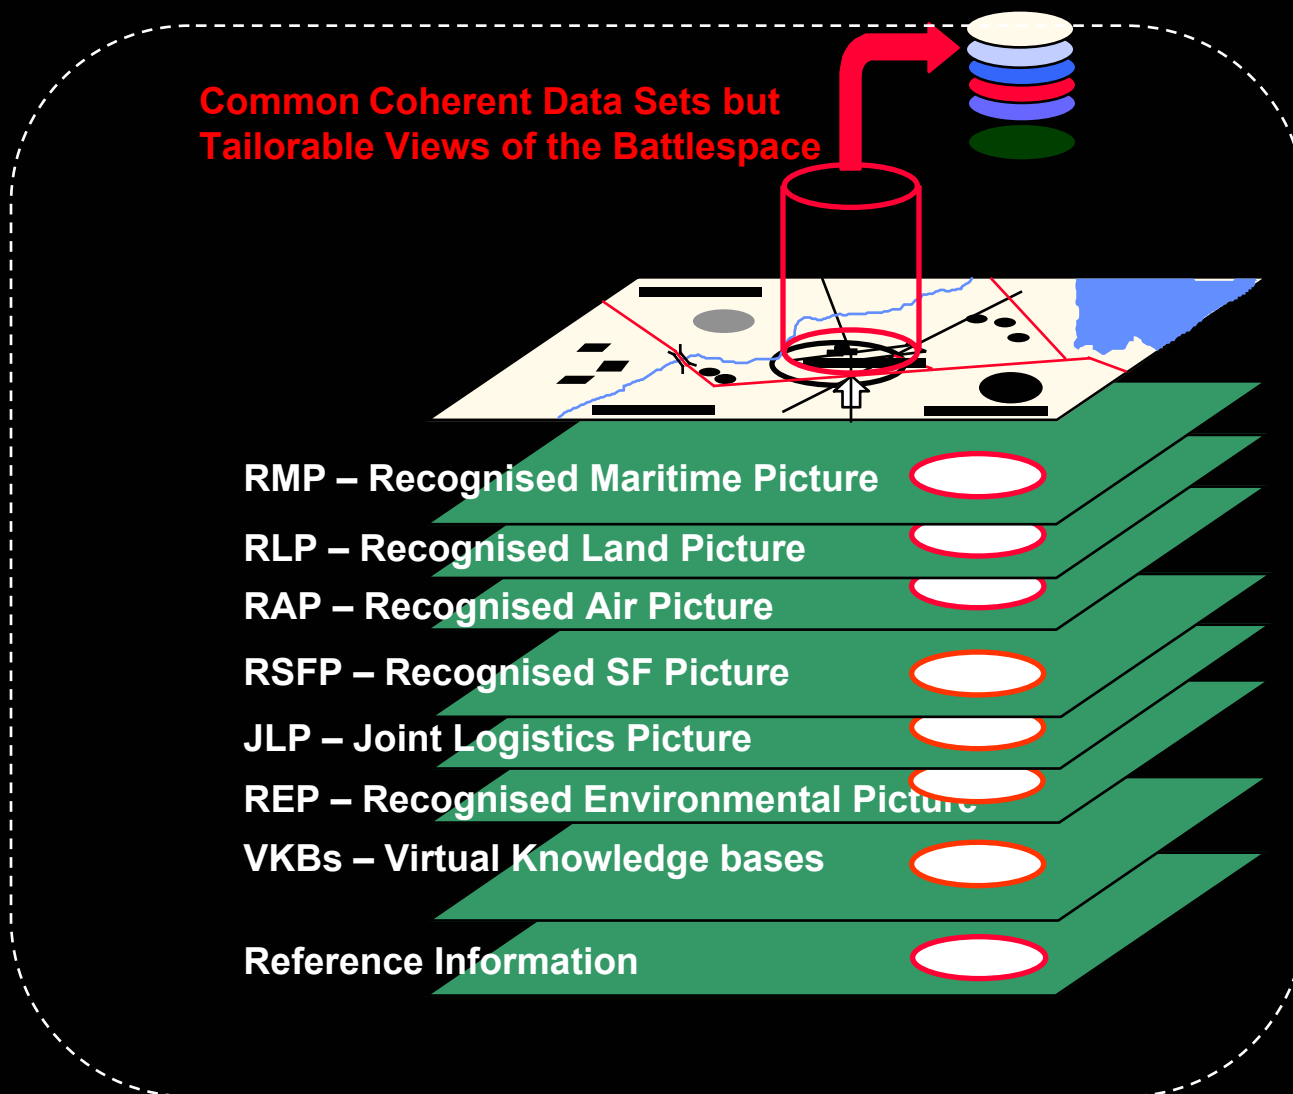 Common Coherent Data Sets but
Tailorable Views of the Battlespace
RMP – Recognised Maritime Picture
RLP – Recognised Land Picture
RAP – Recognised Air Picture
RSFP – Recognised SF Picture
JLP – Joint Logistics Picture
REP – Recognised Environmental Picture
VKBs – Virtual Knowledge bases
Reference Information